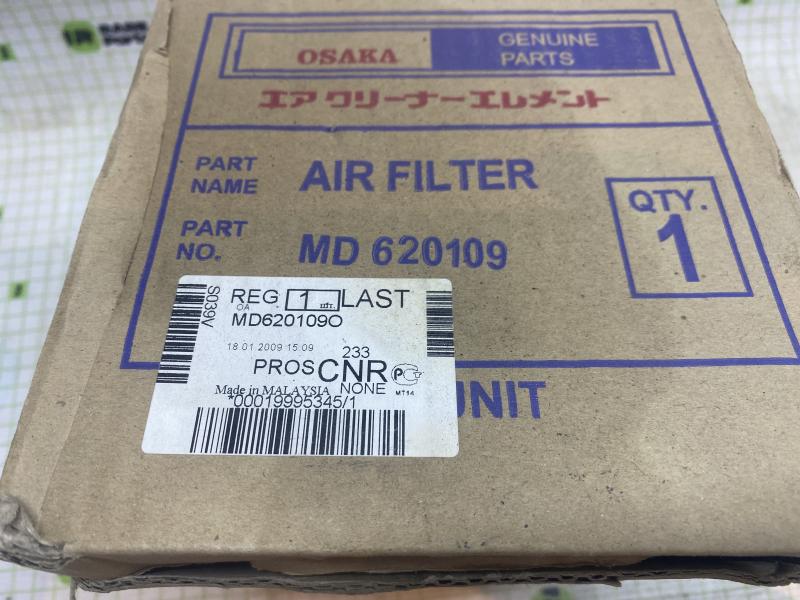 OSAKA
GENUINE
PARTS
エアクリーナーエレメント
PART
NAME
AIR FILTER
PART
NO.
MD 620109
QTY.
1
S039V
REG 1 шт. LAST
OA
MD620109O
18 01 2009 15:09
233
PROS CNR
Made in MALAYSIA NONE
MT14
*00019995345/1
UNIT